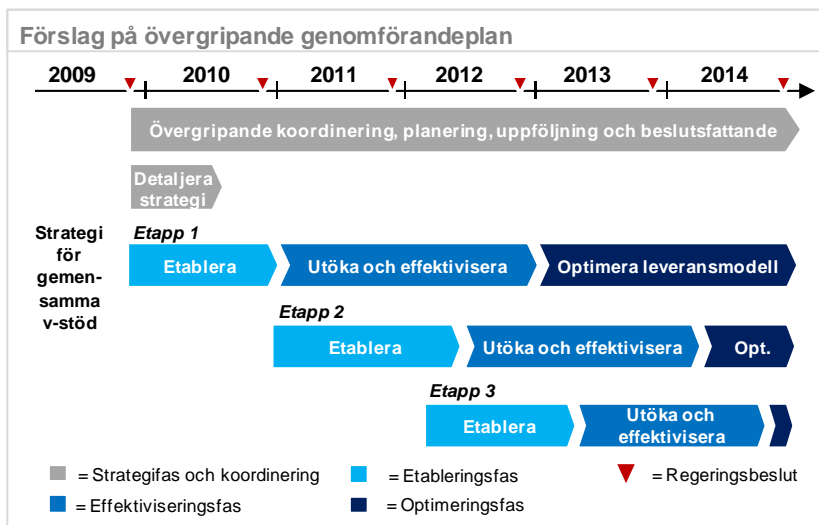 Förslag på övergripande genomförandeplan
2009 2010 2011 2012 2013 2014
Övergripande koordinering, planering, uppföljning och beslutsfattande
Detaljera
strategi
Strategi
för
gemen-
samma
v-stöd
Etapp 1
Etablera
Utöka och effektivisera
Optimera leveransmodell
Etapp 2
Etablera
Utöka och effektivisera
Opt.
Etapp 3
Etablera
Utöka och
effektivisera
= Strategifas och koordinering
= Etableringsfas
= Regeringsbeslut
= Effektiviseringsfas
= Optimeringsfas